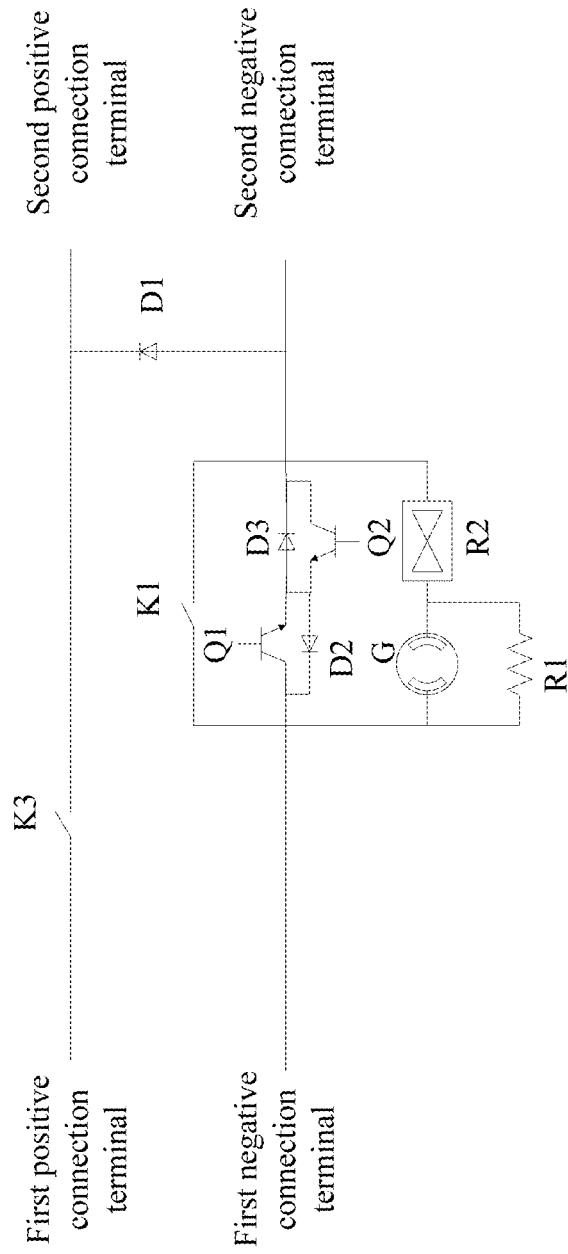 First positive
connection
terminal
K3
Second positive
connection
terminal
D1
K1
First negative
connection
terminal
Q1
D3
D2
Q2
Second negative
connection
terminal
G
R2
R1